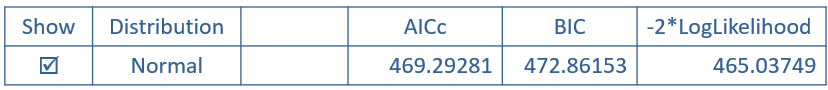 Show Distribution AICc BIC -2*LogLikelihood
☑ Normal 469.29281 472.86153 465.03749